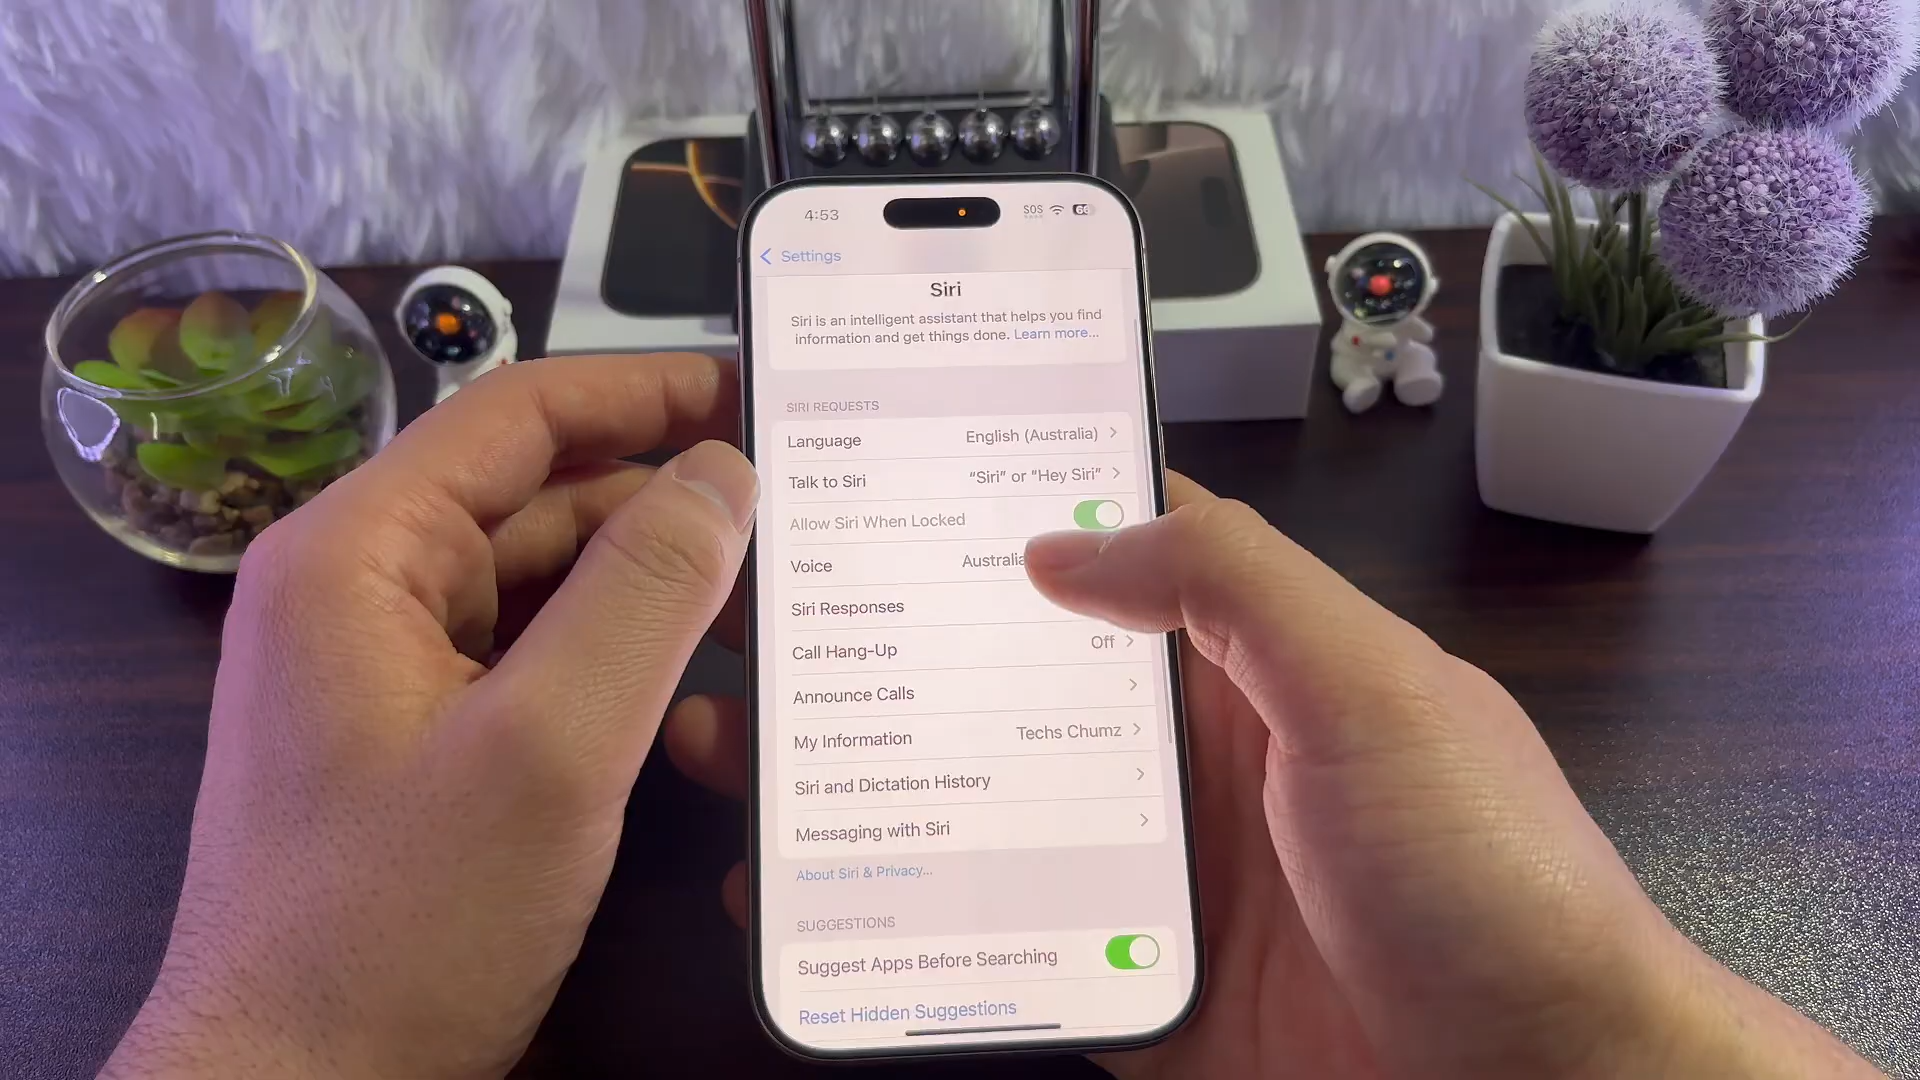 4:53
SOS
66
Settings
Siri
Siri is an intelligent assistant that helps you find
information and get things done. Learn more...
SIRI REQUESTS
Language English (Australia)
Talk to Siri “Siri” or “Hey Siri”
Allow Siri When Locked
Voice Australia
Siri Responses
Call Hang-Up Off
Announce Calls
My Information Techs Chumz
Siri and Dictation History
Messaging with Siri
About Siri & Privacy...
SUGGESTIONS
Suggest Apps Before Searching
Reset Hidden Suggestions